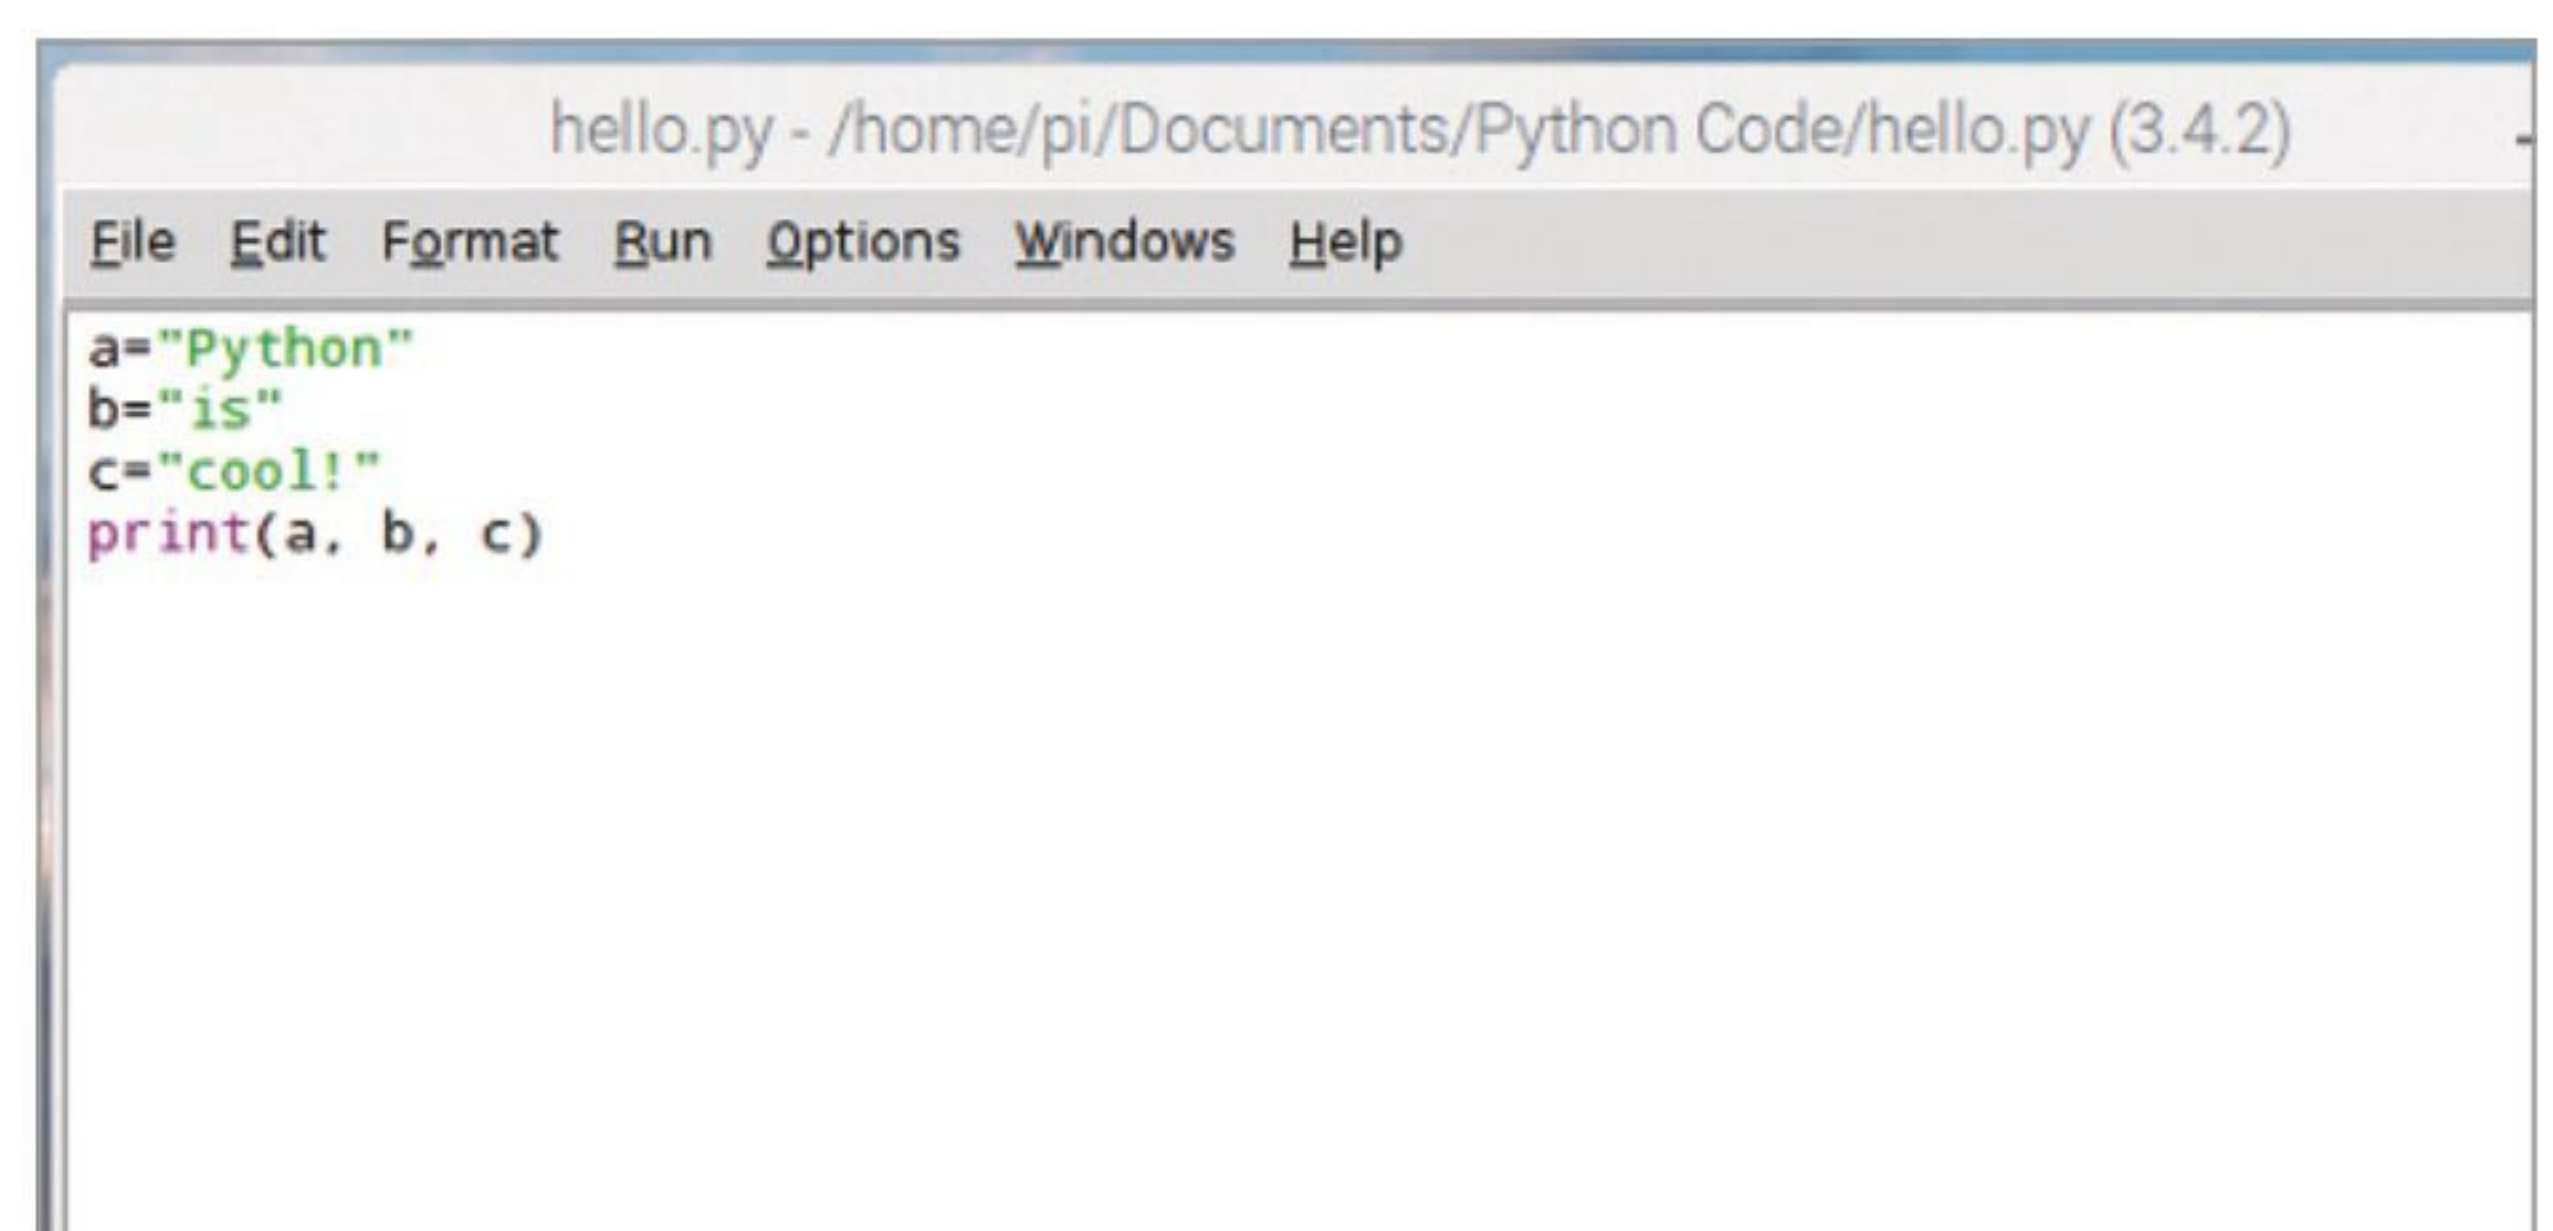 hello.py - /home/pi/Documents/Python Code/hello.py (3.4.2)
File Edit Format Run Options Windows Help
a="Python"
b="is"
c="cool!"
print(a, b, c)